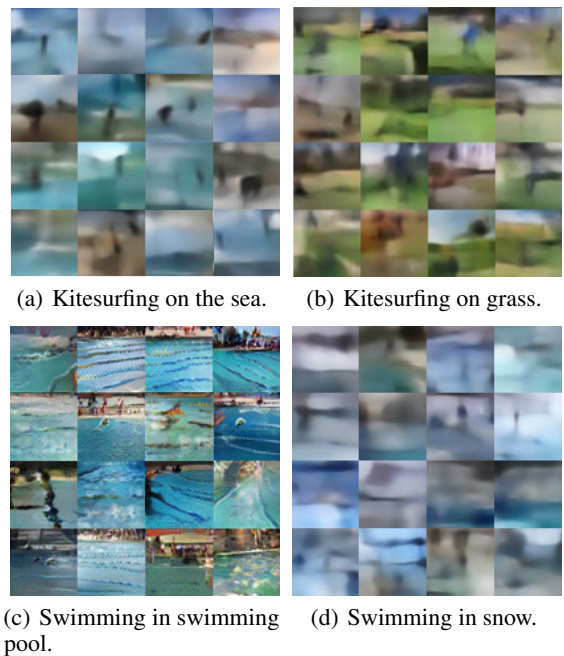 (a) Kitesurfing on the sea.
(b) Kitesurfing on grass.
(c) Swimming in swimming
pool.
(d) Swimming in snow.